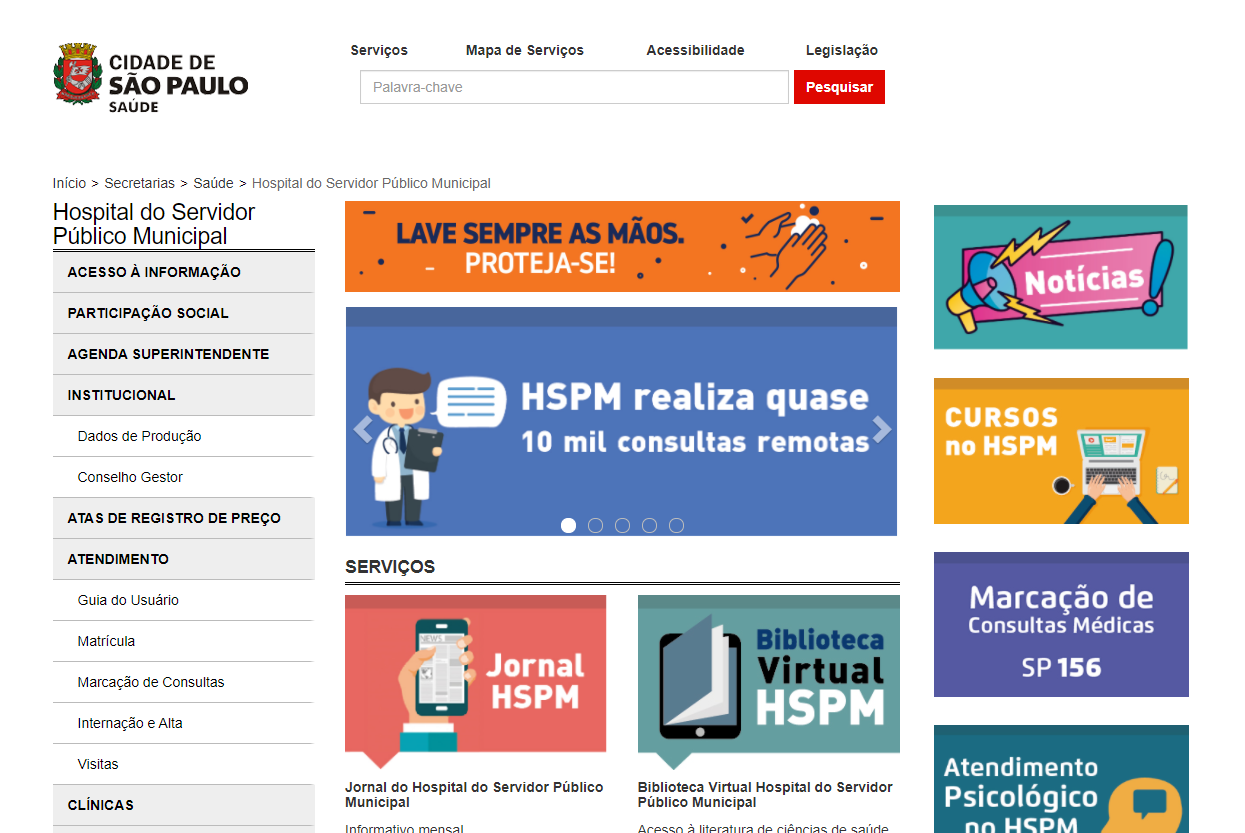 CIDADE DE
SÃO PAULO
SAÚDE
Serviços
Mapa de Serviços
Acessibilidade
Legislação
Palavra-chave
Pesquisar
Início > Secretarias > Saúde > Hospital do Servidor Público Municipal
Hospital do Servidor
Público Municipal
ACESSO À INFORMAÇÃO
PARTICIPAÇÃO SOCIAL
AGENDA SUPERINTENDENTE
INSTITUCIONAL
Dados de Produção
Conselho Gestor
ATAS DE REGISTRO DE PREÇO
ATENDIMENTO
Guia do Usuário
Matrícula
Marcação de Consultas
Internação e Alta
Visitas
CLÍNICAS
LAVE SEMPRE AS MÃOS.
PROTEJA-SE!
HSPM realiza quase
10 mil consultas remotas
SERVIÇOS
NEWS
Jornal
HSPM
Jornal do Hospital do Servidor Público
Municipal
Informativo mensal
Biblioteca
Virtual
HSPM
Biblioteca Virtual Hospital do Servidor
Público Municipal
Acesso à literatura de ciências de saúde
Notícias
CURSOS
no HSPM
Marcação de
Consultas Médicas
SP 156
Atendimento
Psicológico
no HSPM